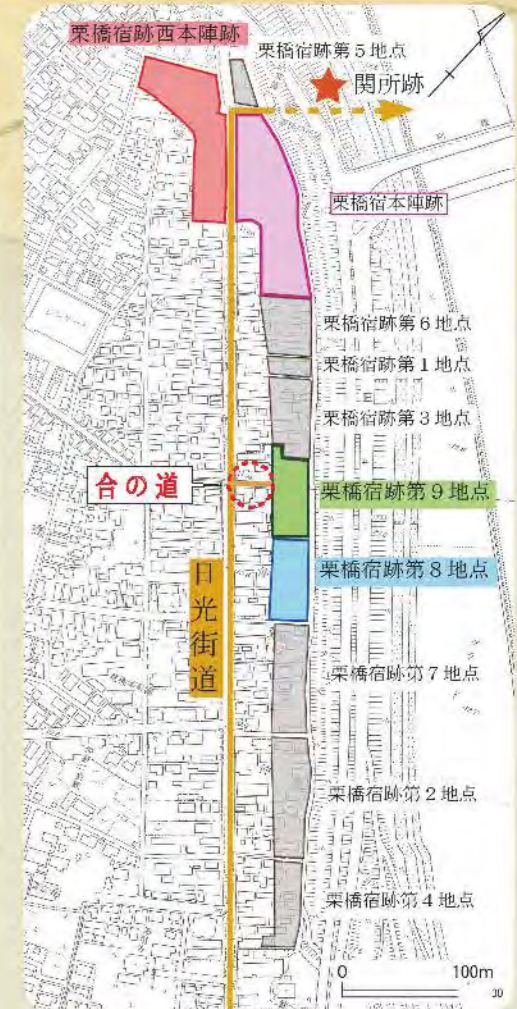 栗橋宿跡西本陣跡
栗橋宿跡第5地点
関所跡
栗橋宿本陣跡
栗橋宿跡第6地点
栗橋宿跡第1地点
栗橋宿跡第3地点
合の道
栗橋宿跡第9地点
栗橋宿跡第8地点
日光街道
栗橋宿跡第7地点
栗橋宿跡第2地点
栗橋宿跡第4地点
0 100m